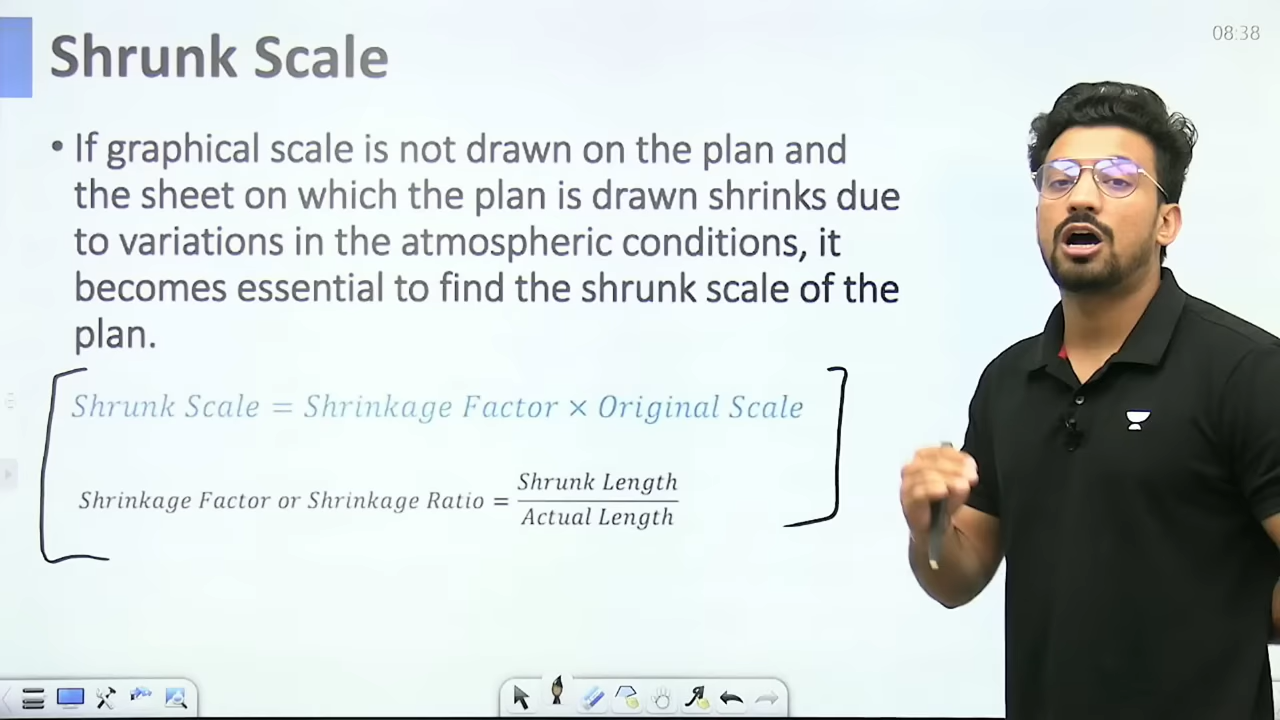 08:38
Shrunk Scale
• If graphical scale is not drawn on the plan and
the sheet on which the plan is drawn shrinks due
to variations in the atmospheric conditions, it
becomes essential to find the shrunk scale of the
plan.
Shrunk Scale = Shrinkage Factor × Original Scale
Shrinkage Factor or Shrinkage Ratio = Shrunk Length / Actual Length